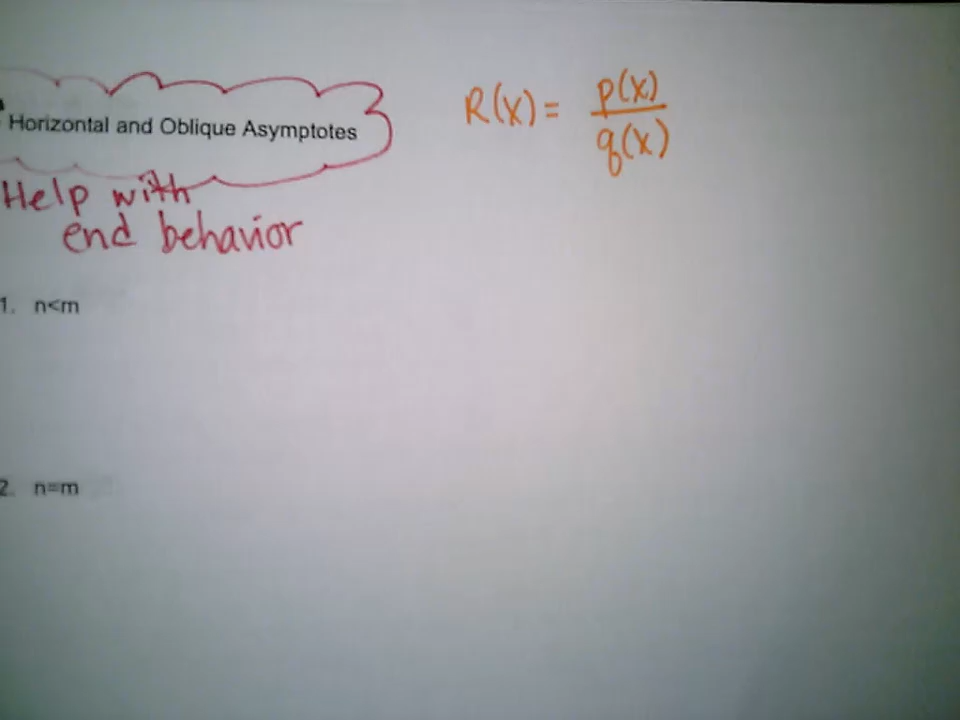 Horizontal and Oblique Asymptotes
R(x) = p(x)/q(x)
Help with
end behavior
1. n<m
2. n=m